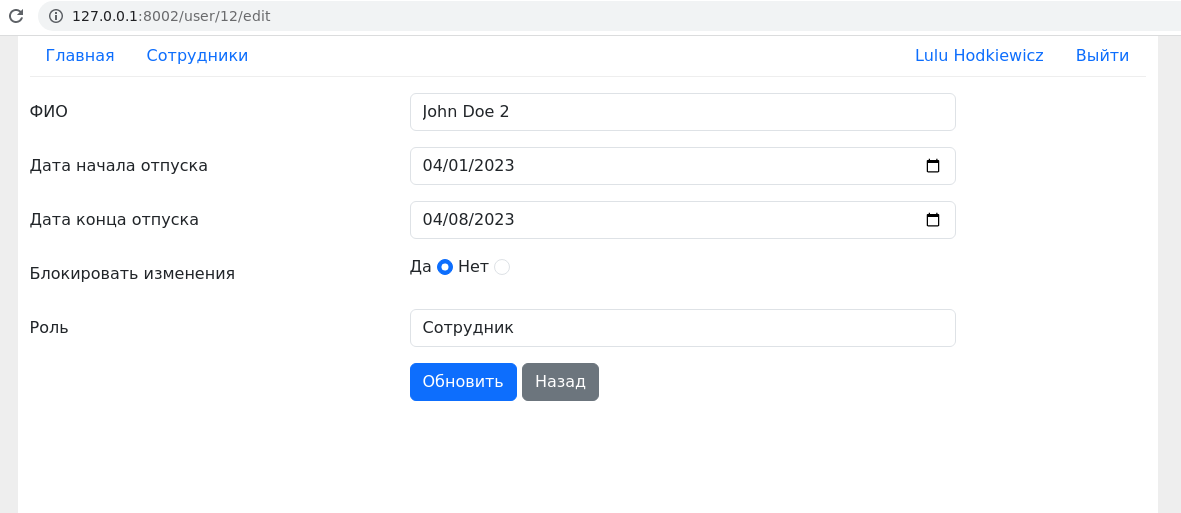 127.0.0.1:8002/user/12/edit
Главная Сотрудники Lulu Hodkiewicz Выйти
ФИО John Doe 2
Дата начала отпуска 04/01/2023
Дата конца отпуска 04/08/2023
Блокировать изменения Да Нет
Роль Сотрудник
Обновить Назад